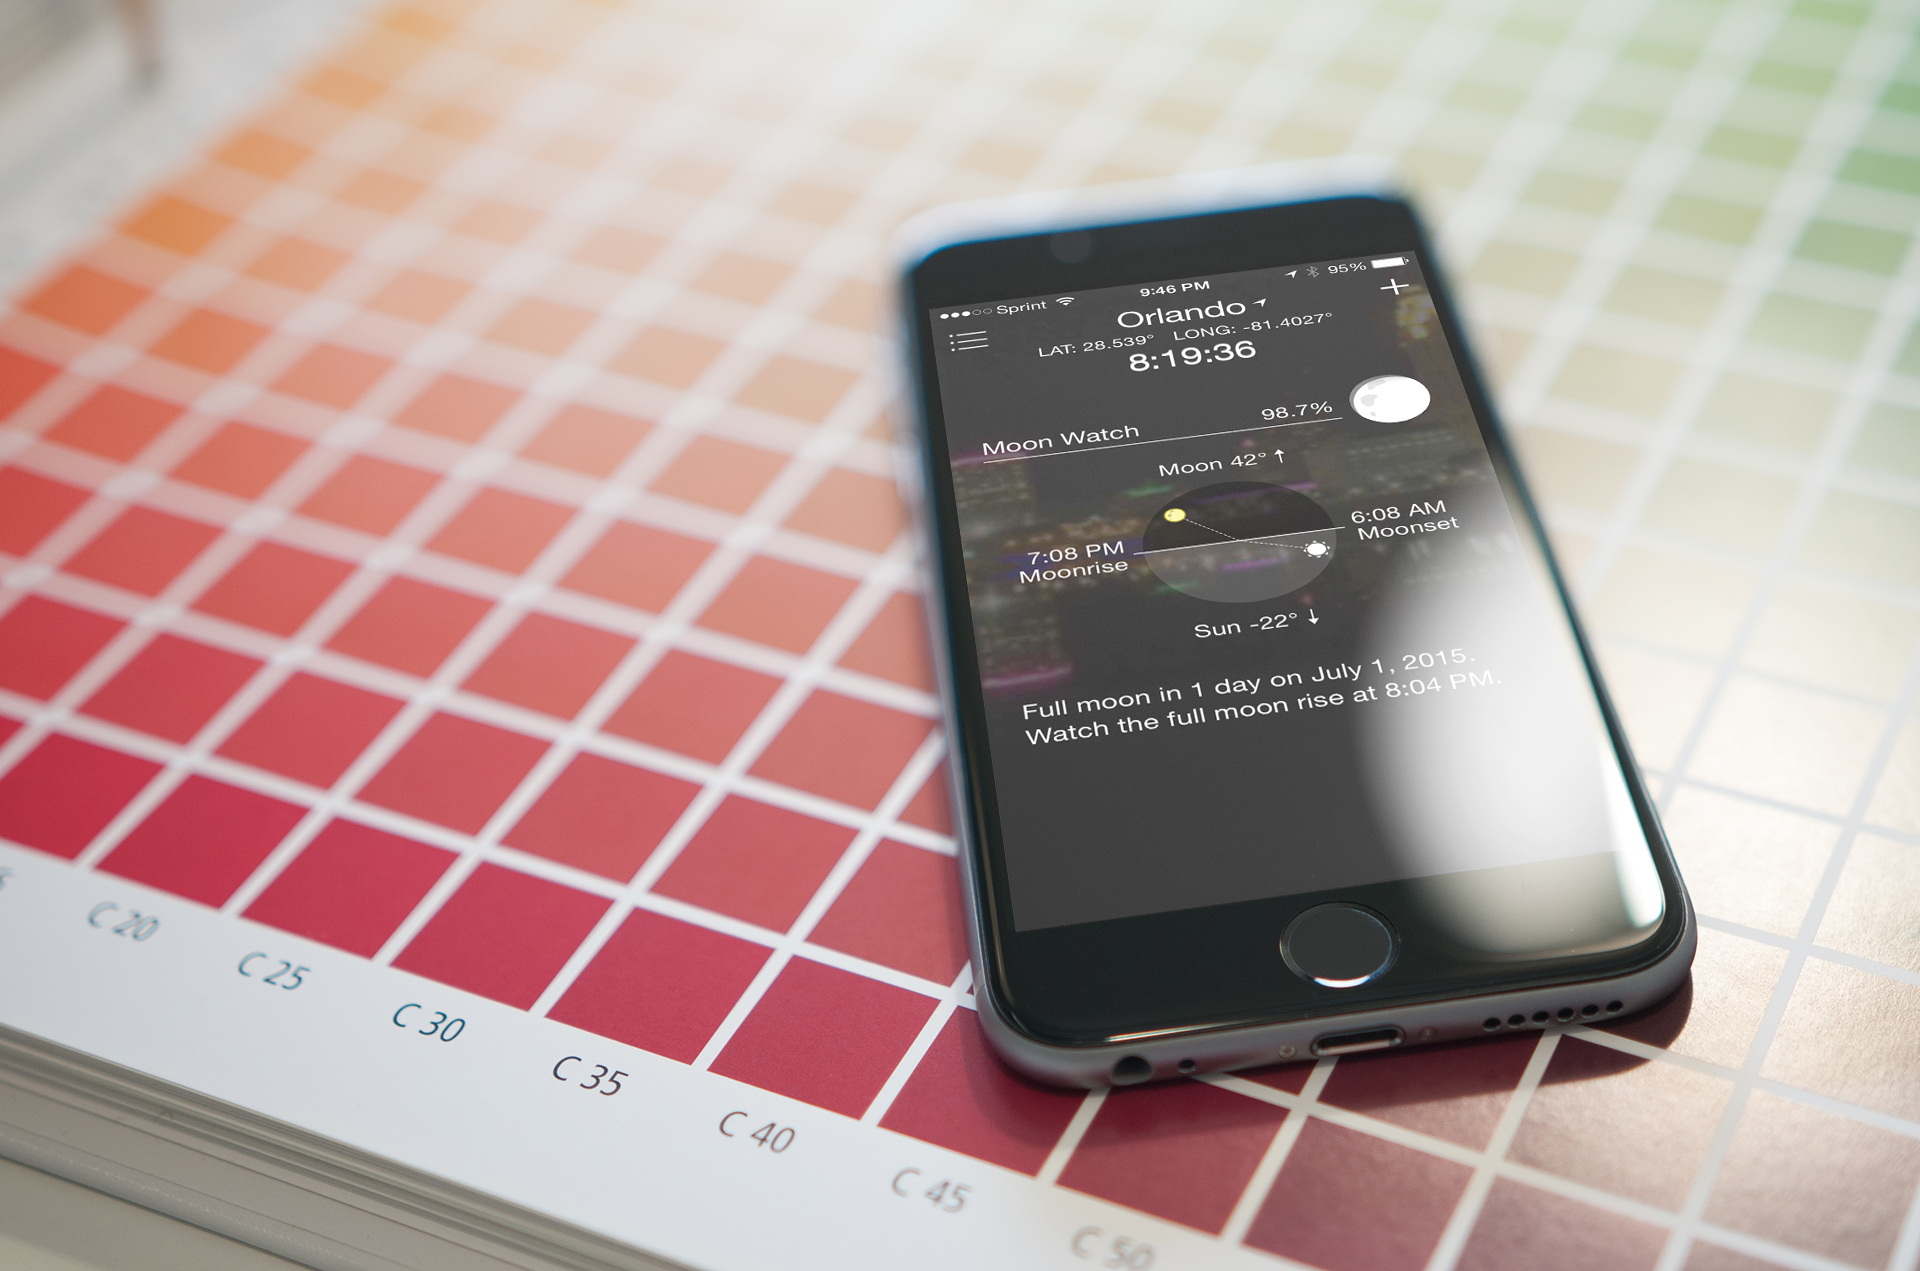 Sprint 9:46 PM 95%
Orlando
LAT: 28.539° LONG: -81.4027°
8:19:36
Moon Watch 98.7%
Moon 42° ↑
7:08 PM
Moonrise
6:08 AM
Moonset
Sun -22° ↓
Full moon in 1 day on July 1, 2015.
Watch the full moon rise at 8:04 PM.
C 20
C 25
C 30
C 35
C 40
C 45
C 50